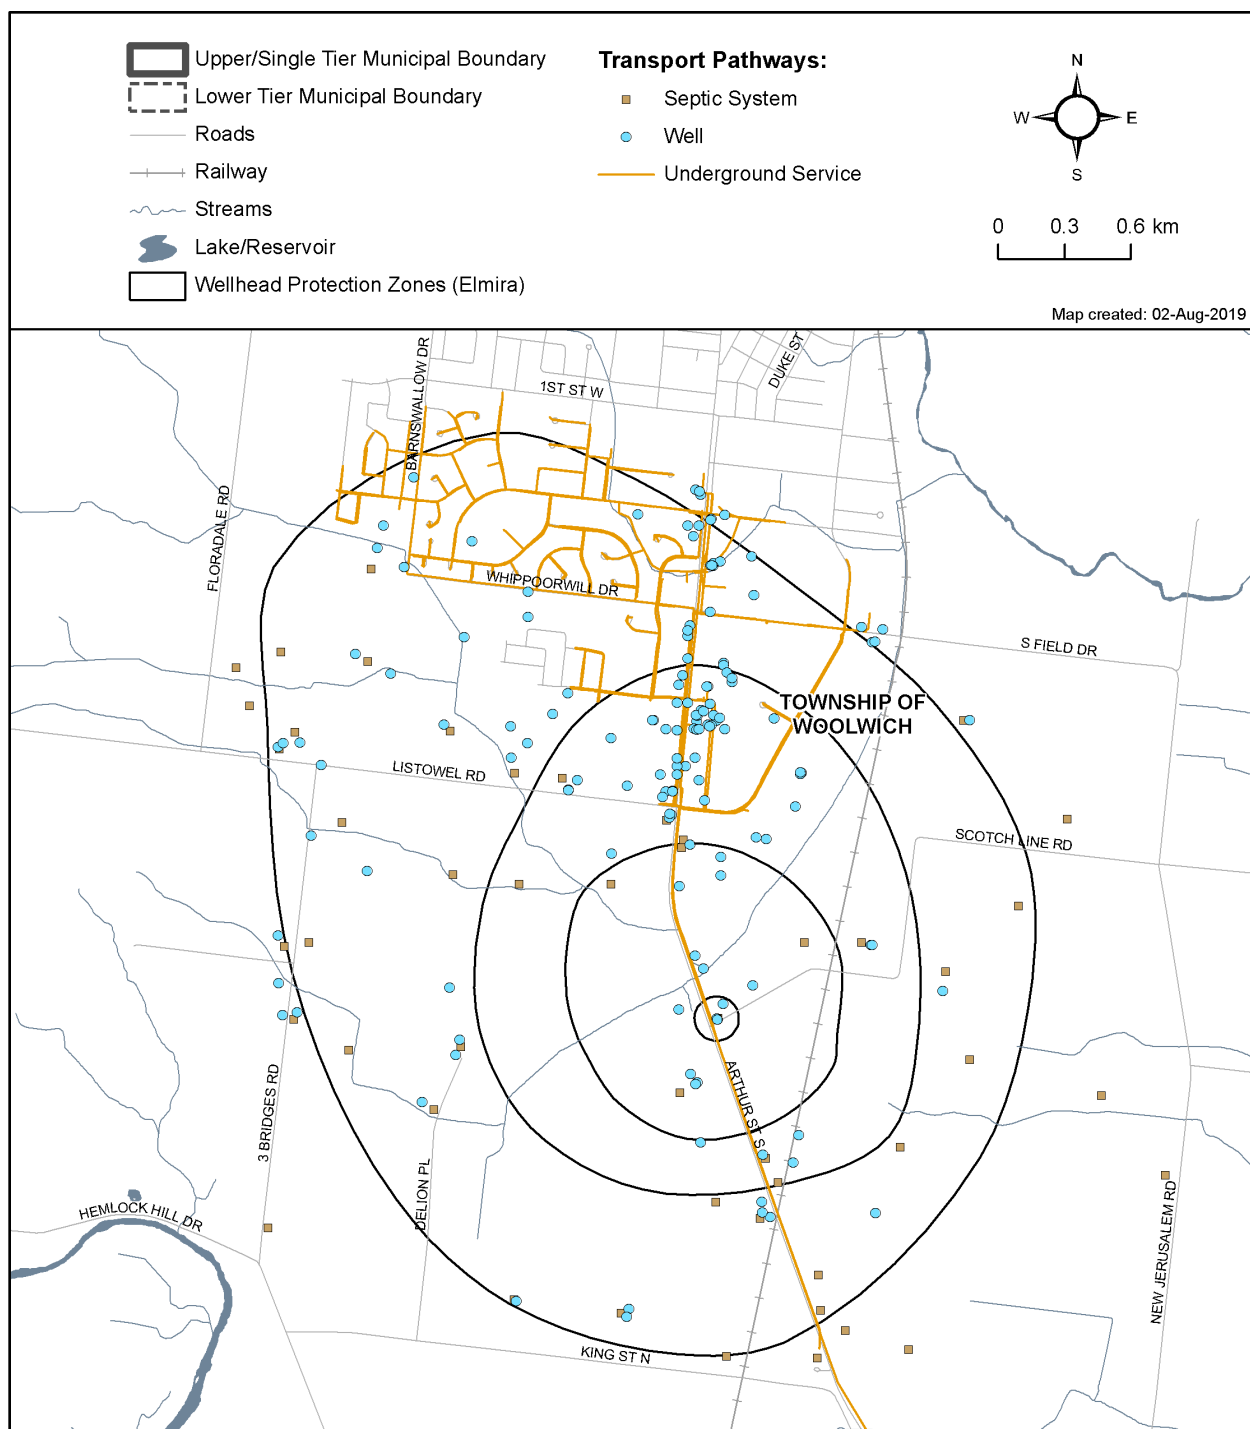 Upper/Single Tier Municipal Boundary
Lower Tier Municipal Boundary
Roads
Railway
Streams
Lake/Reservoir
Wellhead Protection Zones (Elmira)
Transport Pathways:
Septic System
Well
Underground Service
N
W
E
S
0 0.3 0.6 km
Map created: 02-Aug-2019
BARNSWALLOW DR
1ST ST W
DUKE ST
FLORADALE RD
WHIPPOORWILL DR
S FIELD DR
TOWNSHIP OF
WOOLWICH
LISTOWEL RD
SCOTCH LINE RD
3 BRIDGES RD
ARTHUR ST S
DELION PL
HEMLOCK HILL DR
NEW JERUSALEM RD
KING ST N